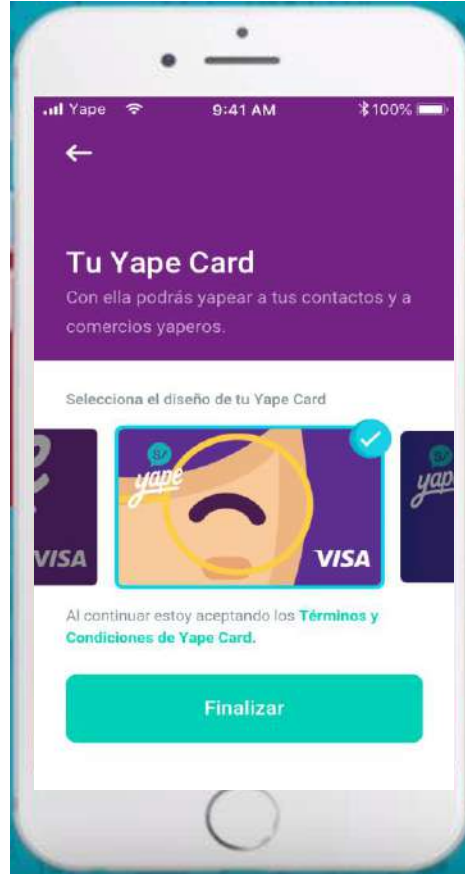 Yape 9:41 AM 100%
Tu Yape Card
Con ella podrás yapear a tus contactos y a
comercios yaperos.
Selecciona el diseño de tu Yape Card
S/
yape
VISA
VISA
S/
yap
Al continuar estoy aceptando los Términos y
Condiciones de Yape Card.
Finalizar